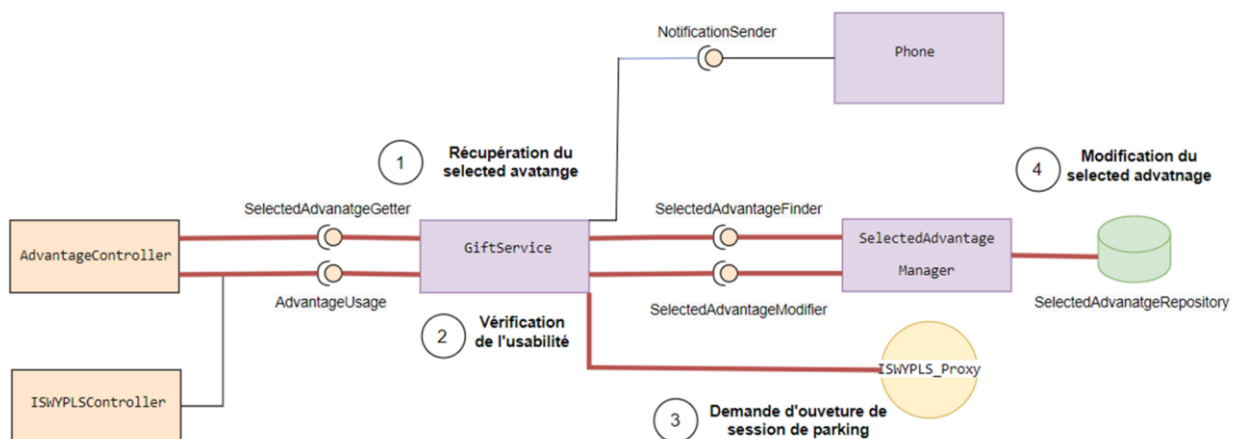 NotificationSender
Phone
1
Récupération du
selected avatange
4
Modification du
selected advatnage
SelectedAdvanatgeGetter
SelectedAdvantageFinder
AdvantageController
GiftService
SelectedAdvantage
Manager
AdvantageUsage
SelectedAdvantageModifier
SelectedAdvanatgeRepository
2
Vérification
de l'usabilité
ISWYPLS_Proxy
ISWYPLSController
3
Demande d'ouveture de
session de parking